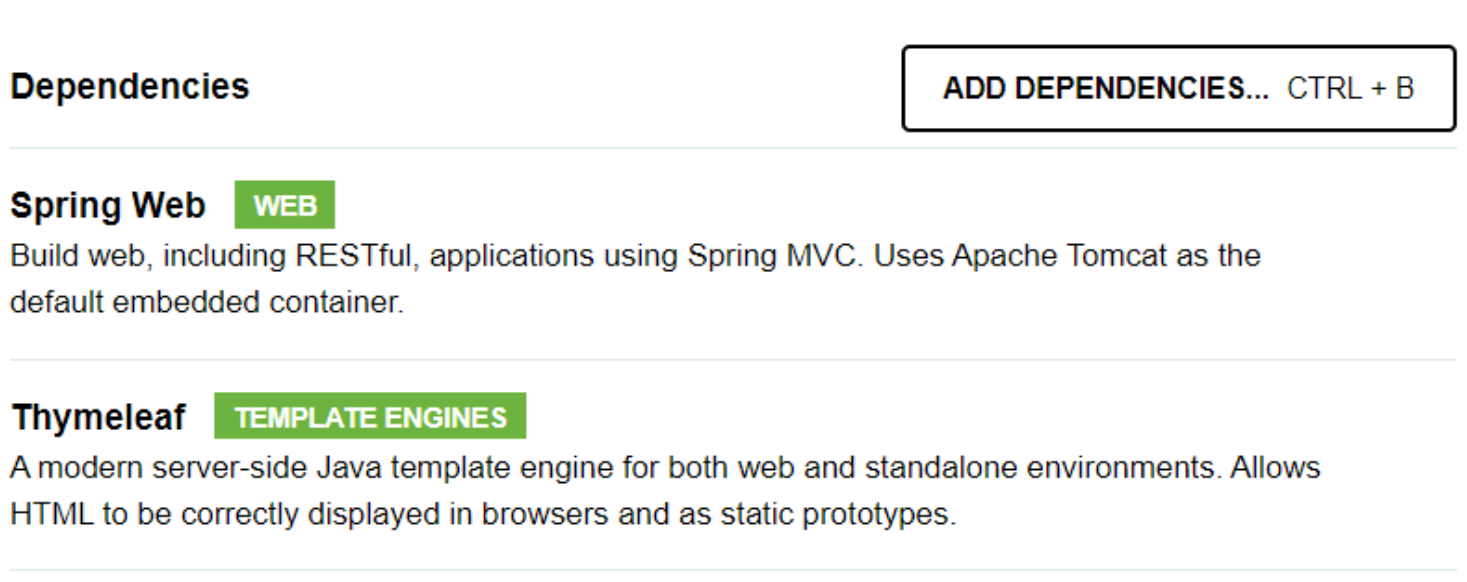 Dependencies
ADD DEPENDENCIES... CTRL + B
Spring Web WEB
Build web, including RESTful, applications using Spring MVC. Uses Apache Tomcat as the
default embedded container.
Thymeleaf TEMPLATE ENGINES
A modern server-side Java template engine for both web and standalone environments. Allows
HTML to be correctly displayed in browsers and as static prototypes.